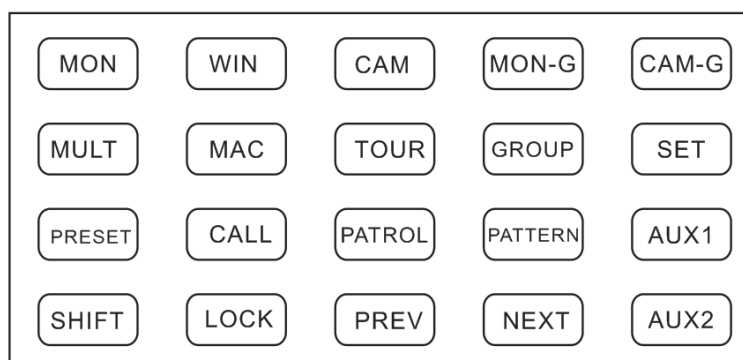 MON WIN CAM MON-G CAM-G
MULT MAC TOUR GROUP SET
PRESET CALL PATROL PATTERN AUX1
SHIFT LOCK PREV NEXT AUX2